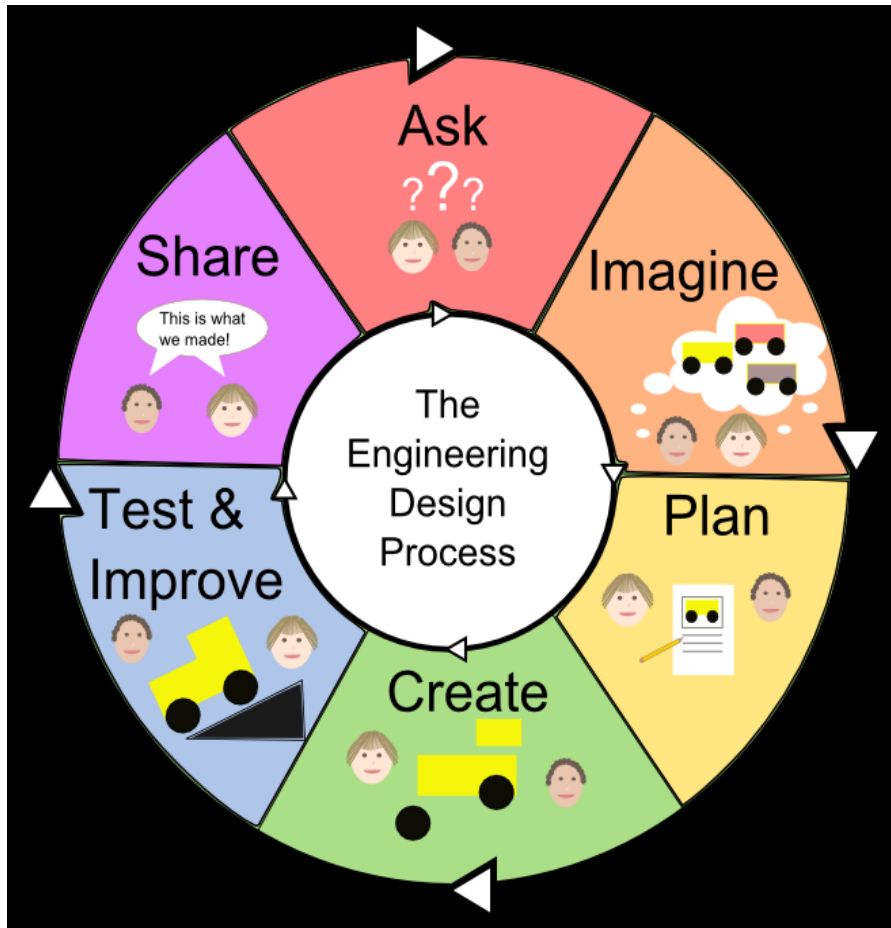 Ask
???
Imagine
Plan
Create
Test &
Improve
Share
This is what
we made!
The
Engineering
Design
Process